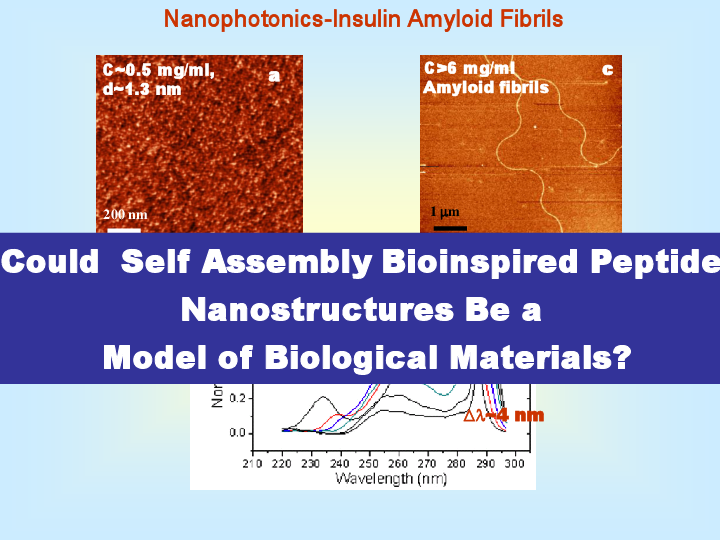 Nanophotonics-Insulin Amyloid Fibrils
C~0.5 mg/ml,
d~1.3 nm
a
200 nm
C>6 mg/ml
Amyloid fibrils
c
1 μm
Could  Self Assembly Bioinspired Peptide
Nanostructures Be a
Model of Biological Materials?
0.2
0.0
Δλ~4 nm
210 220 230 240 250 260 270 280 290 300
Wavelength (nm)